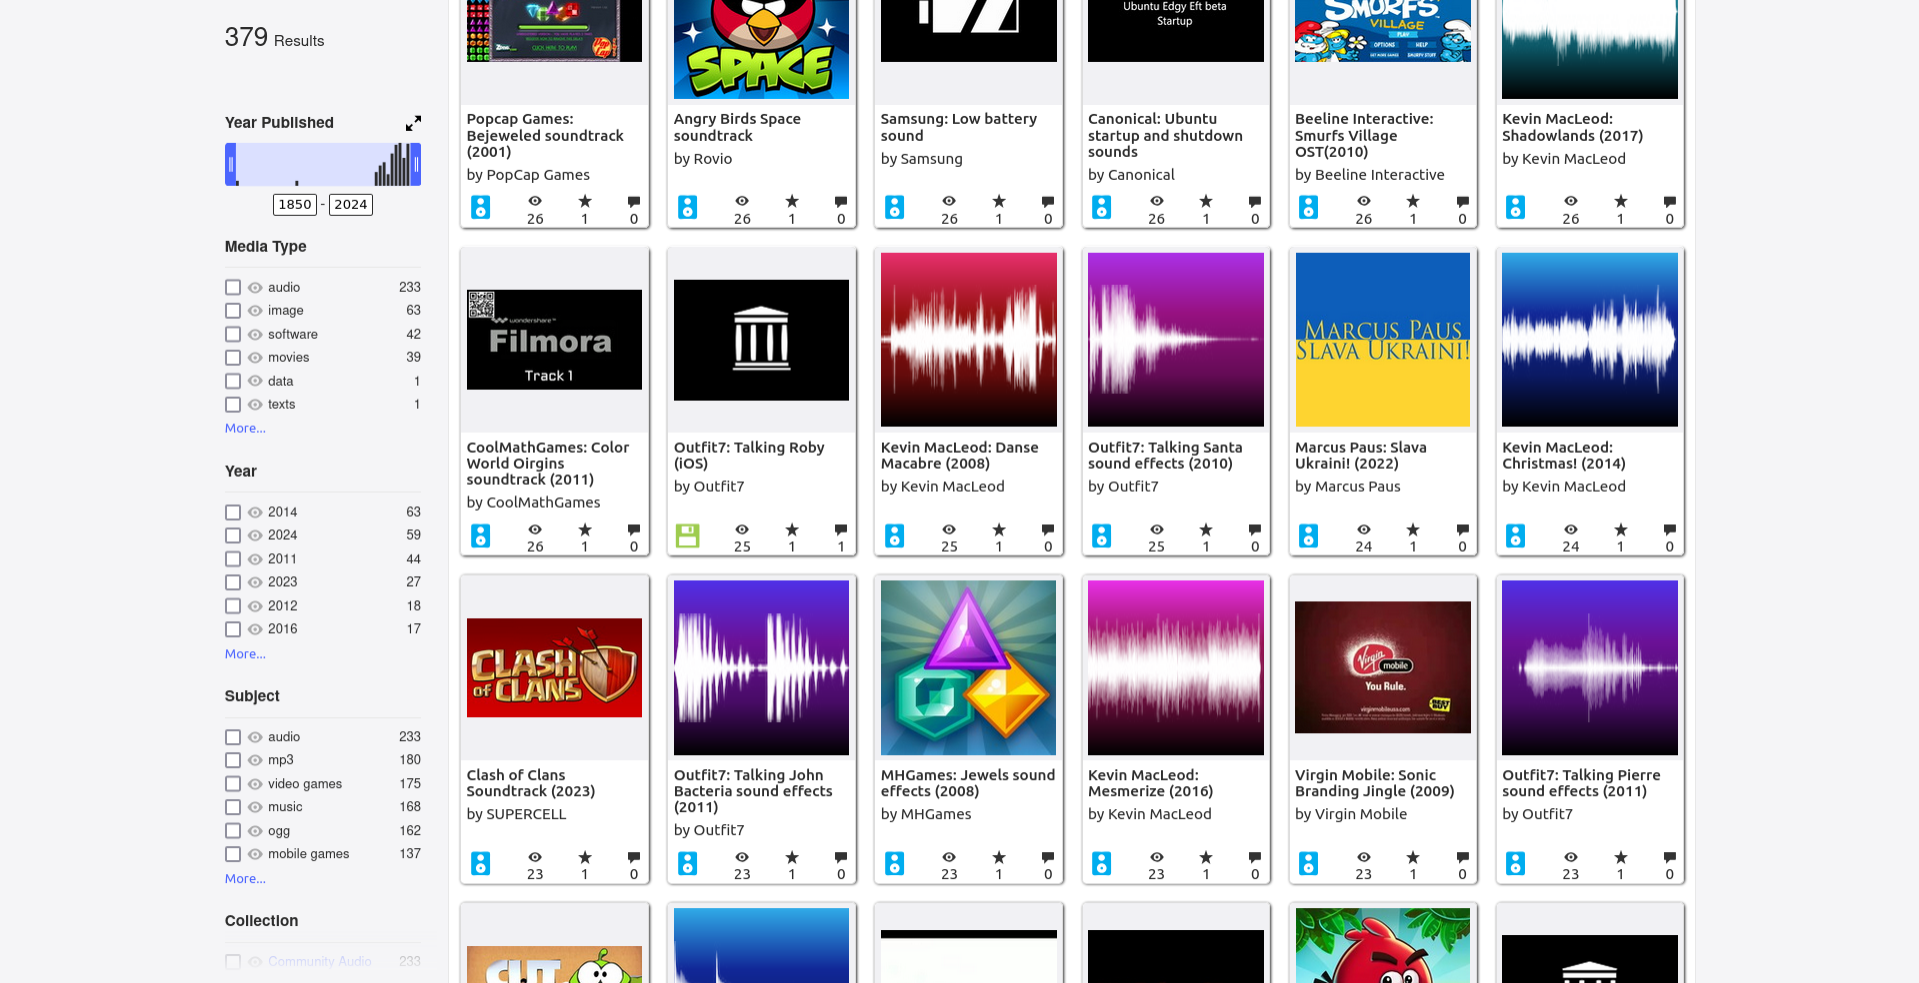 379 Results
Year Published
1850 - 2024
Media Type
audio 233
image 63
software 42
movies 39
data 1
texts 1
More...
Year
2014 63
2024 59
2011 44
2023 27
2012 18
2016 17
More...
Subject
audio 233
mp3 180
video games 175
music 168
ogg 162
mobile games 137
More...
Collection
Community Audio 233
SPACE
Ubuntu Edgy Eft beta
Startup
SMURFS
VILLAGE
PLAY
OPTIONS
HELP
Popcap Games:
Bejeweled soundtrack
(2001)
by PopCap Games
26 1 0
Angry Birds Space
soundtrack
by Rovio
26 1 0
Samsung: Low battery
sound
by Samsung
26 1 0
Canonical: Ubuntu
startup and shutdown
sounds
by Canonical
26 1 0
Beeline Interactive:
Smurfs Village
OST(2010)
by Beeline Interactive
26 1 0
Kevin MacLeod:
Shadowlands (2017)
by Kevin MacLeod
26 1 0
wondershare™
Filmora
Track 1
CoolMathGames: Color
World Oirgins
soundtrack (2011)
by CoolMathGames
26 1 0
Outfit7: Talking Roby
(iOS)
by Outfit7
25 1 1
Kevin MacLeod: Danse
Macabre (2008)
by Kevin MacLeod
25 1 0
Outfit7: Talking Santa
sound effects (2010)
by Outfit7
25 1 0
MARCUS PAUS
SLAVA UKRAINI!
Marcus Paus: Slava
Ukraini! (2022)
by Marcus Paus
24 1 0
Kevin MacLeod:
Christmas! (2014)
by Kevin MacLeod
24 1 0
CLASH
OF CLANS
Clash of Clans
Soundtrack (2023)
by SUPERCELL
23 1 0
Outfit7: Talking John
Bacteria sound effects
(2011)
by Outfit7
23 1 0
MHGames: Jewels sound
effects (2008)
by MHGames
23 1 0
Kevin MacLeod:
Mesmerize (2016)
by Kevin MacLeod
23 1 0
Virgin
mobile
You Rule.
BEST
BUY
virginmobileusa.com
Virgin Mobile: Sonic
Branding Jingle (2009)
by Virgin Mobile
23 1 0
Outfit7: Talking Pierre
sound effects (2011)
by Outfit7
23 1 0
CUT